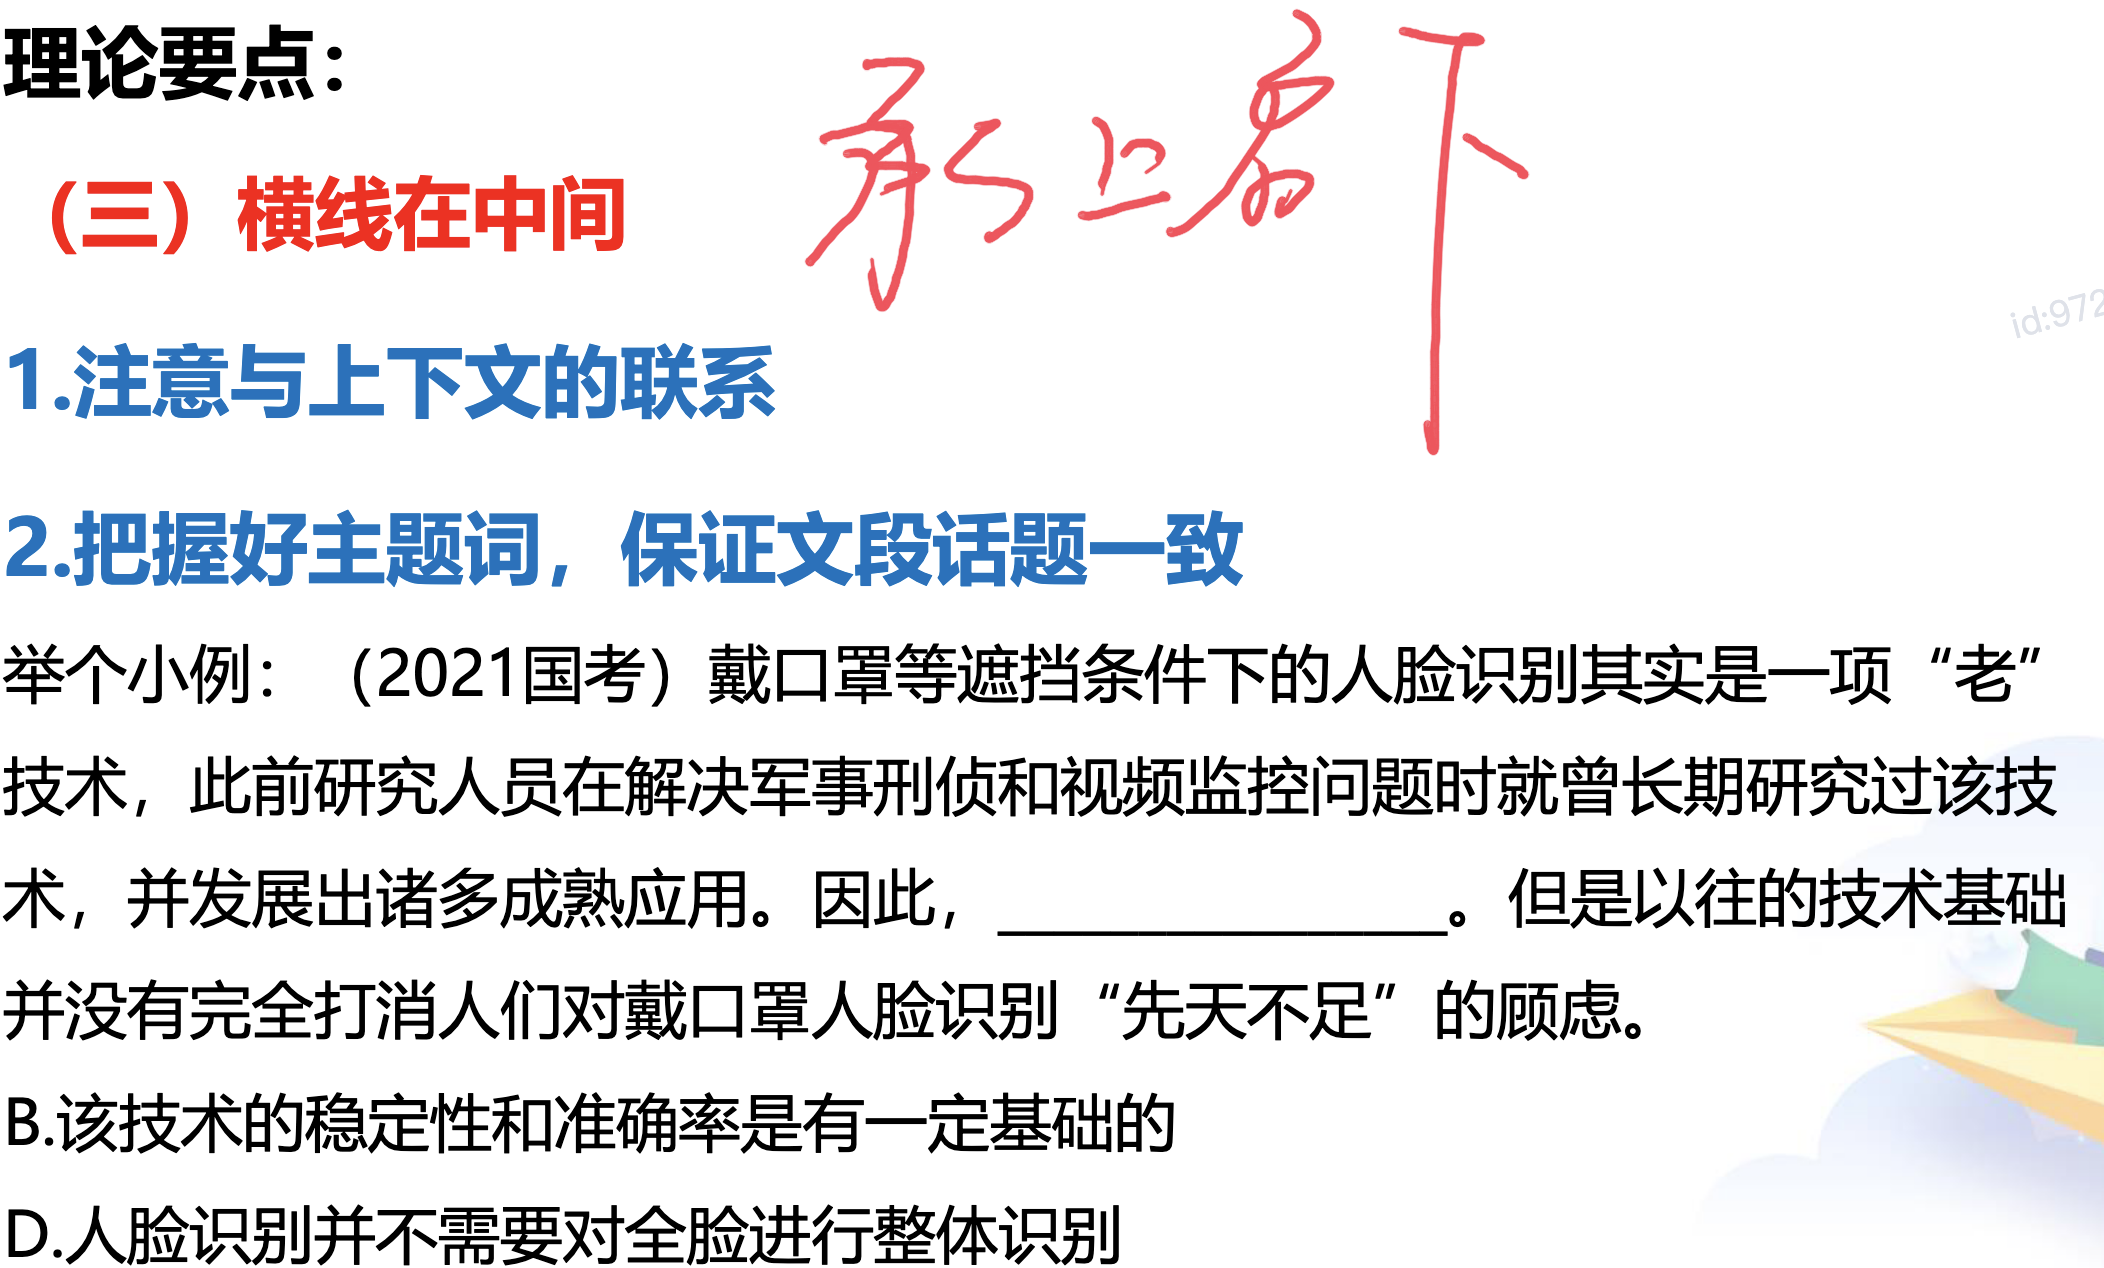 理论要点：
承上启下
（三）横线在中间
id:972
1.注意与上下文的联系
2.把握好主题词，保证文段话题一致
举个小例：（2021国考）戴口罩等遮挡条件下的人脸识别其实是一项“老”
技术，此前研究人员在解决军事刑侦和视频监控问题时就曾长期研究过该技
术，并发展出诸多成熟应用。因此，________________。但是以往的技术基础
并没有完全打消人们对戴口罩人脸识别“先天不足”的顾虑。
B.该技术的稳定性和准确率是有一定基础的
D.人脸识别并不需要对全脸进行整体识别